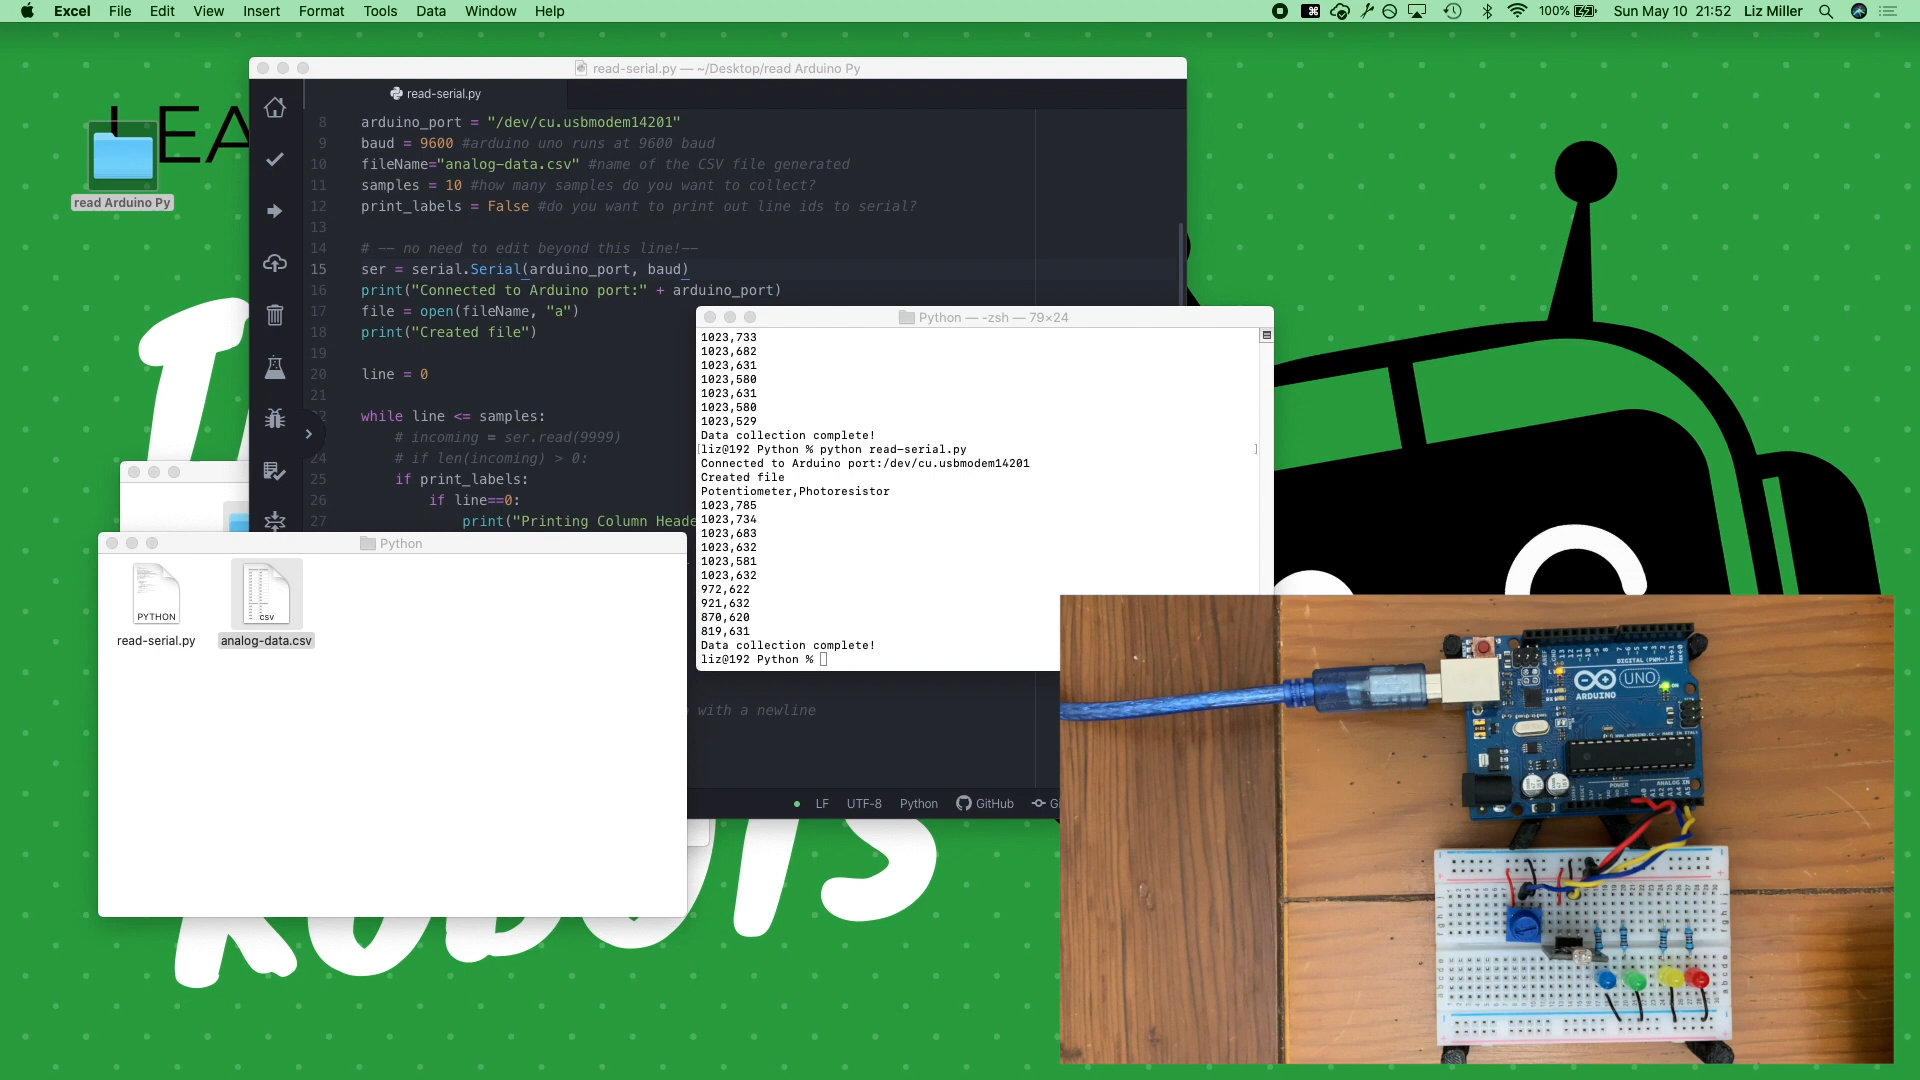 Excel File Edit View Insert Format Tools Data Window Help 100% Sun May 10 21:52 Liz Miller
read-serial.py — ~/Desktop/read Arduino Py
read-serial.py
LEA
read Arduino Py
8 arduino_port = "/dev/cu.usbmodem14201"
9 baud = 9600 #arduino uno runs at 9600 baud
10 fileName="analog-data.csv" #name of the CSV file generated
11 samples = 10 #how many samples do you want to collect?
12 print_labels = False #do you want to print out line ids to serial?
13
14 # -- no need to edit beyond this line!--
15 ser = serial.Serial(arduino_port, baud)
16 print("Connected to Arduino port:" + arduino_port)
17 file = open(fileName, "a")
18 print("Created file")
19
20 line = 0
21
while line <= samples:
# incoming = ser.read(9999)
24 # if len(incoming) > 0:
25 if print_labels:
26 if line==0:
27 print("Printing Column Heade
with a newline
LF UTF-8 Python GitHub Gi
Python — -zsh — 79×24
1023,733
1023,682
1023,631
1023,580
1023,631
1023,580
1023,529
Data collection complete!
[liz@192 Python % python read-serial.py ]
Connected to Arduino port:/dev/cu.usbmodem14201
Created file
Potentiometer,Photoresistor
1023,785
1023,734
1023,683
1023,632
1023,581
1023,632
972,622
921,632
870,620
819,631
Data collection complete!
liz@192 Python %
Python
PYTHON
read-serial.py
csv
analog-data.csv
ROBOTS
DIGITAL (PWM~)
UNO
ARDUINO
ON
POWER
ANALOG IN